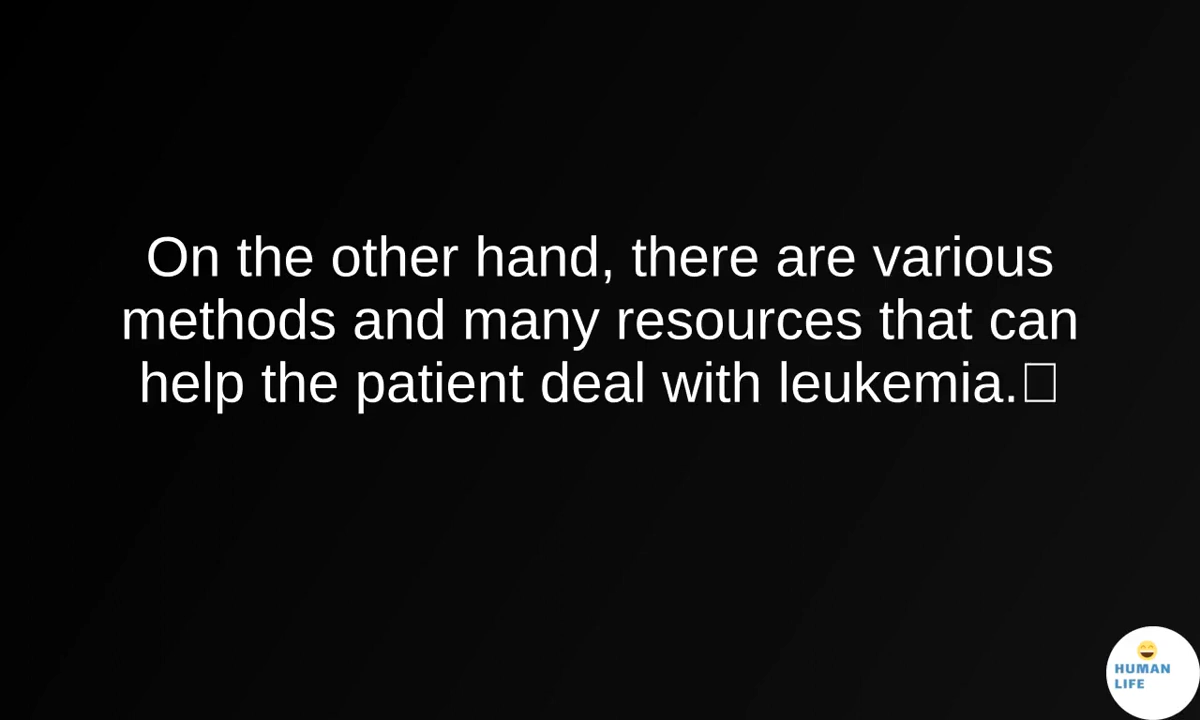 On the other hand, there are various
methods and many resources that can
help the patient deal with leukemia.
HUMAN
LIFE